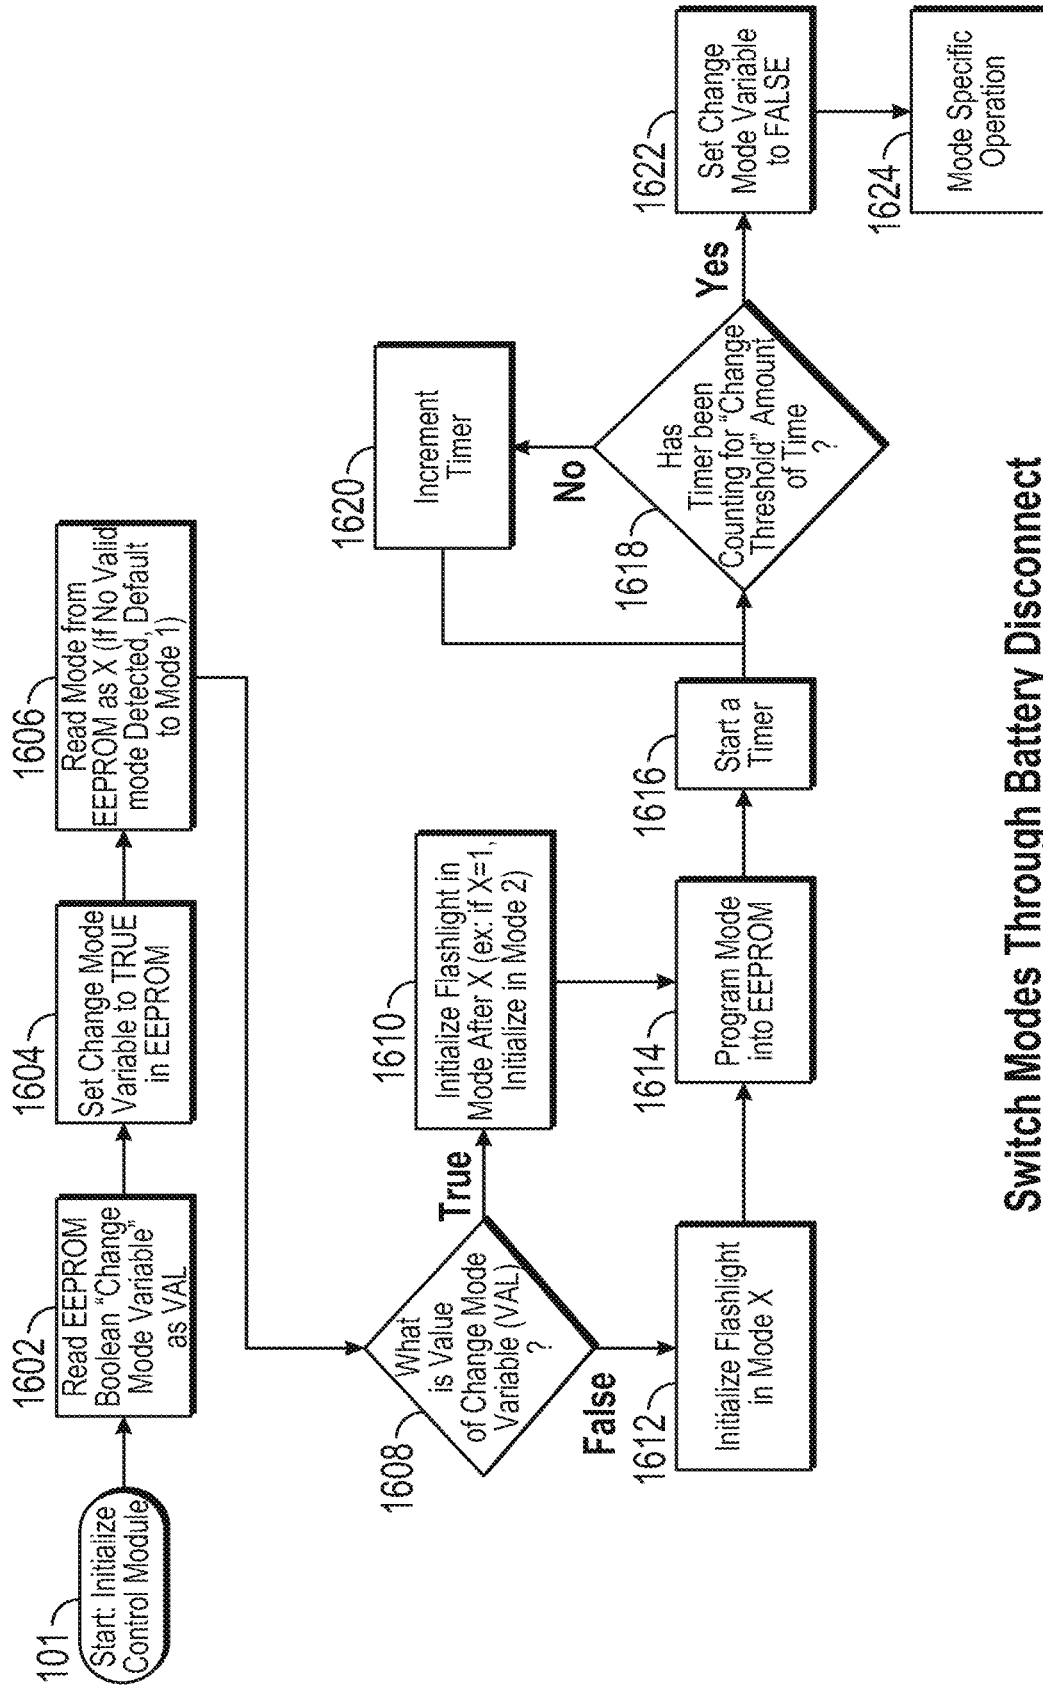 101
Start: Initialize
Control Module
1602
Read EEPROM
Boolean “Change
Mode Variable”
as VAL
1604
Set Change Mode
Variable to TRUE
in EEPROM
1606
Read Mode from
EEPROM as X (If No Valid
mode Detected, Default
to Mode 1)
1608
What
is Value
of Change Mode
Variable (VAL)
?
True
False
1610
Initialize Flashlight in
Mode After X (ex: if X=1,
Initialize in Mode 2)
1612
Initialize Flashlight
in Mode X
1614
Program Mode
into EEPROM
1616
Start a
Timer
1618
Has
Timer been
Counting for “Change
Threshold” Amount
of Time
?
No
Yes
1620
Increment
Timer
1622
Set Change
Mode Variable
to FALSE
1624
Mode Specific
Operation
Switch Modes Through Battery Disconnect